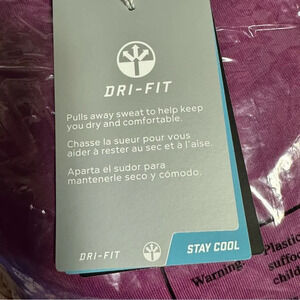 DRI-FIT
Pulls away sweat to help keep
you dry and comfortable.
Chasse la sueur pour vous
aider à rester au sec et à l'aise.
Aparta el sudor para
mantenerle seco y cómodo.
DRI-FIT
STAY COOL
Warning:
Plastic
suffoc
child